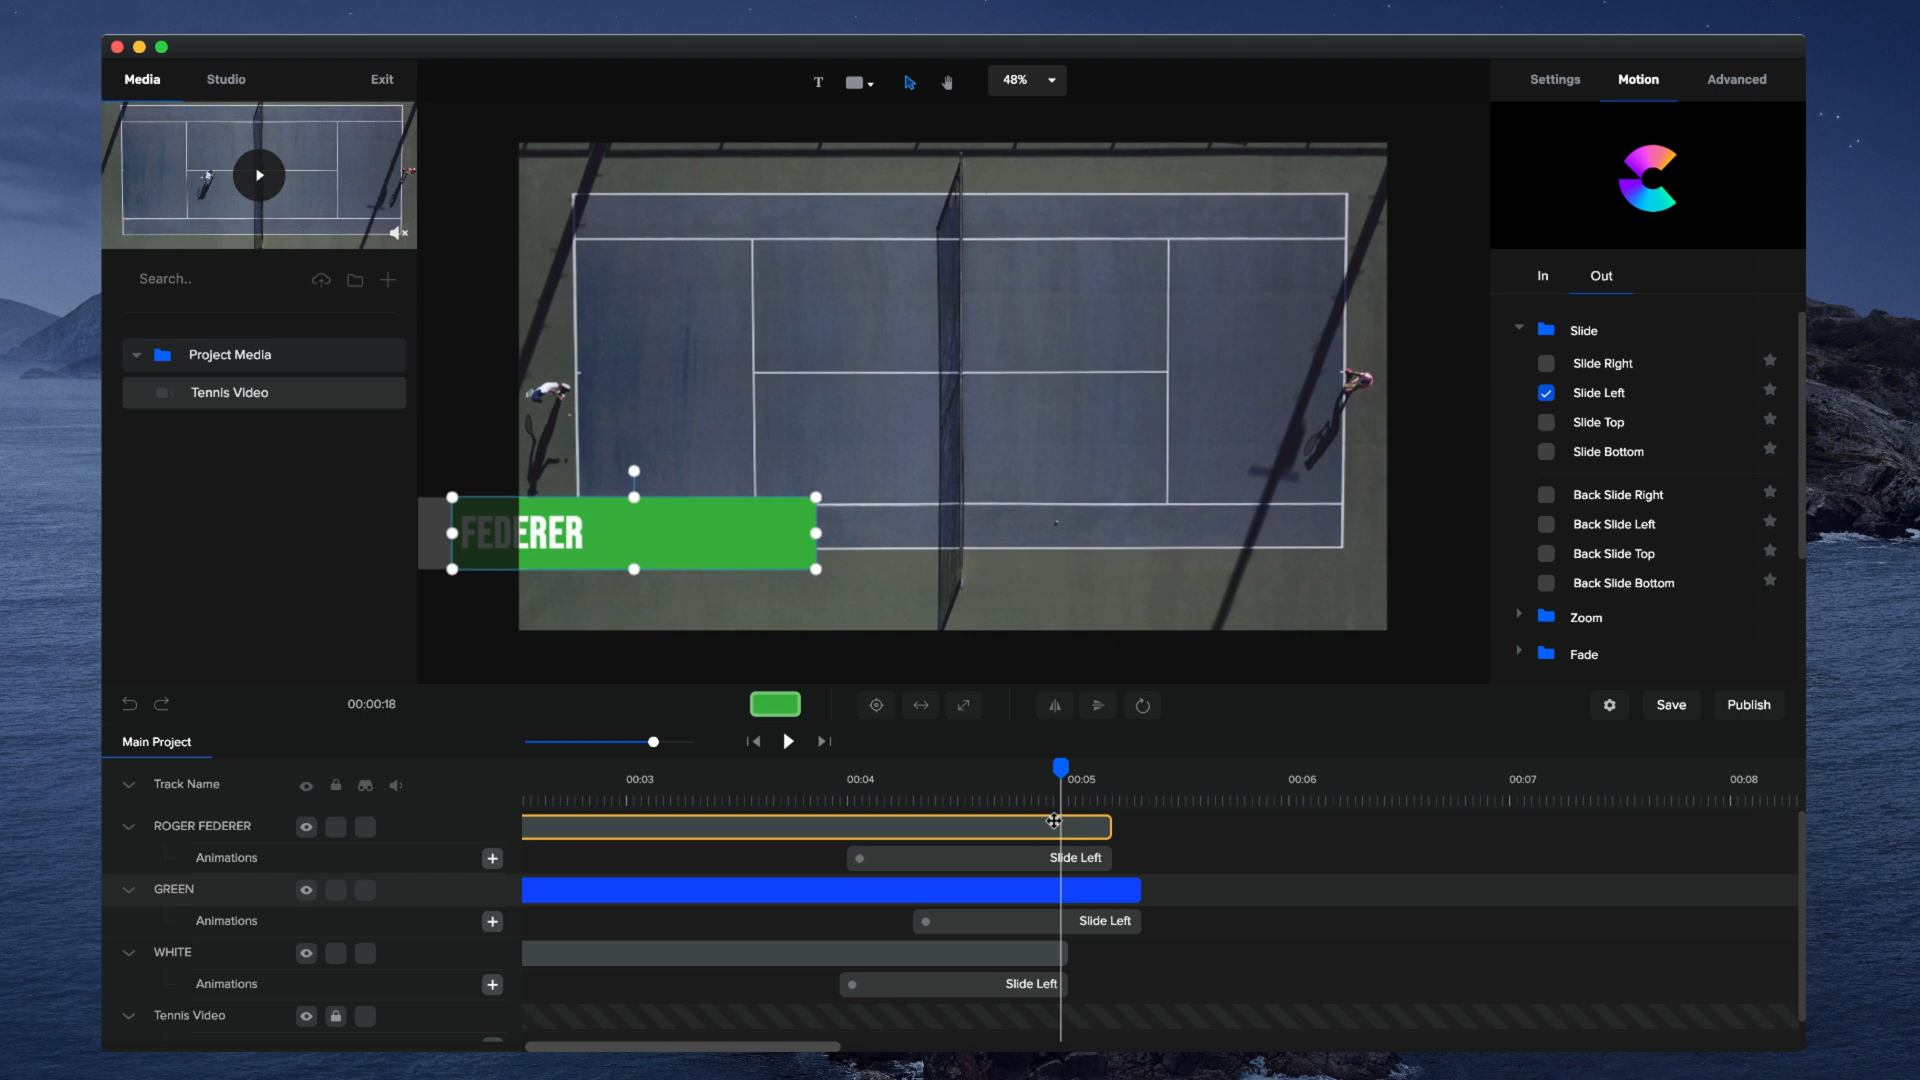 Media Studio Exit
T 48%
Settings Motion Advanced
Search..
Project Media
Tennis Video
FEDERER
In Out
Slide
Slide Right
Slide Left
Slide Top
Slide Bottom
Back Slide Right
Back Slide Left
Back Slide Top
Back Slide Bottom
Zoom
Fade
00:00:18
Save Publish
Main Project
Track Name
00:03 00:04 00:05 00:06 00:07 00:08
ROGER FEDERER
Animations Slide Left
GREEN
Animations Slide Left
WHITE
Animations Slide Left
Tennis Video